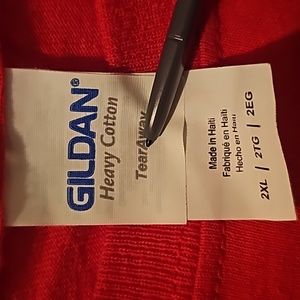 GILDAN®
Heavy Cotton
TearAway
Made in Haiti
Fabriqué en Haïti
Hecho en Haití
2XL / 2TG / 2EG